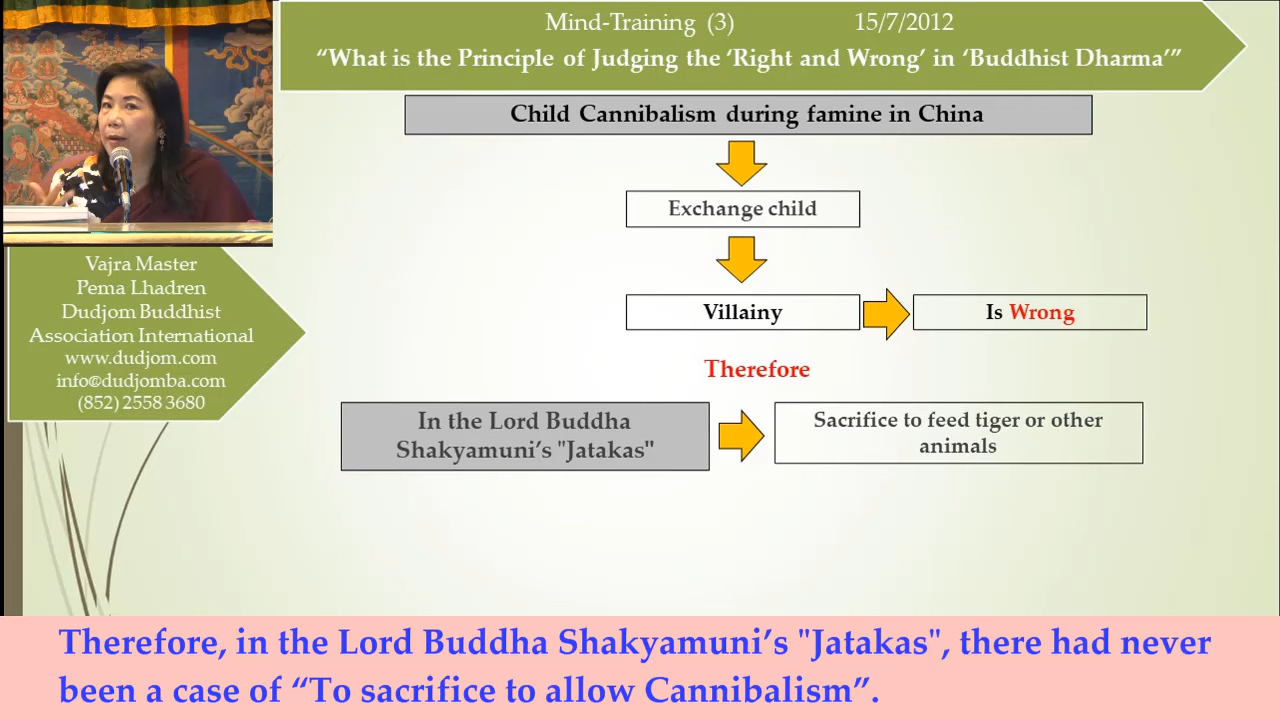 Mind-Training (3) 15/7/2012
“What is the Principle of Judging the ‘Right and Wrong’ in ‘Buddhist Dharma’”
Child Cannibalism during famine in China
Exchange child
Villainy
Is Wrong
Therefore
In the Lord Buddha
Shakyamuni’s "Jatakas"
Sacrifice to feed tiger or other
animals
Vajra Master
Pema Lhadren
Dudjom Buddhist
Association International
www.dudjom.com
info@dudjomba.com
(852) 2558 3680
Therefore, in the Lord Buddha Shakyamuni’s "Jatakas", there had never
been a case of “To sacrifice to allow Cannibalism”.